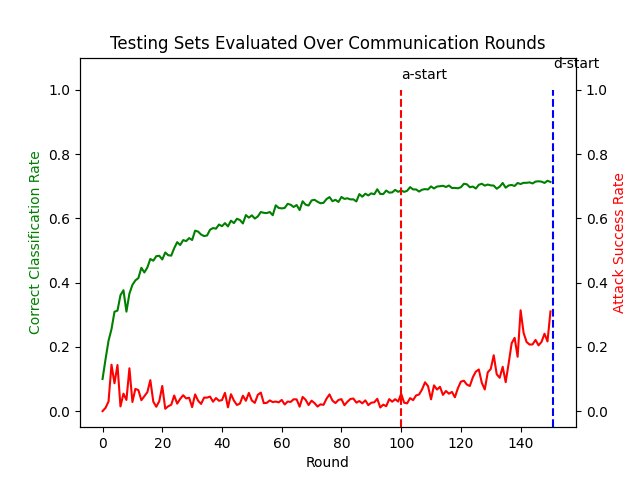 Testing Sets Evaluated Over Communication Rounds
d-start
a-start
1.0
0.8
0.6
0.4
0.2
0.0
Correct Classification Rate
1.0
0.8
0.6
0.4
0.2
0.0
Attack Success Rate
0 20 40 60 80 100 120 140
Round